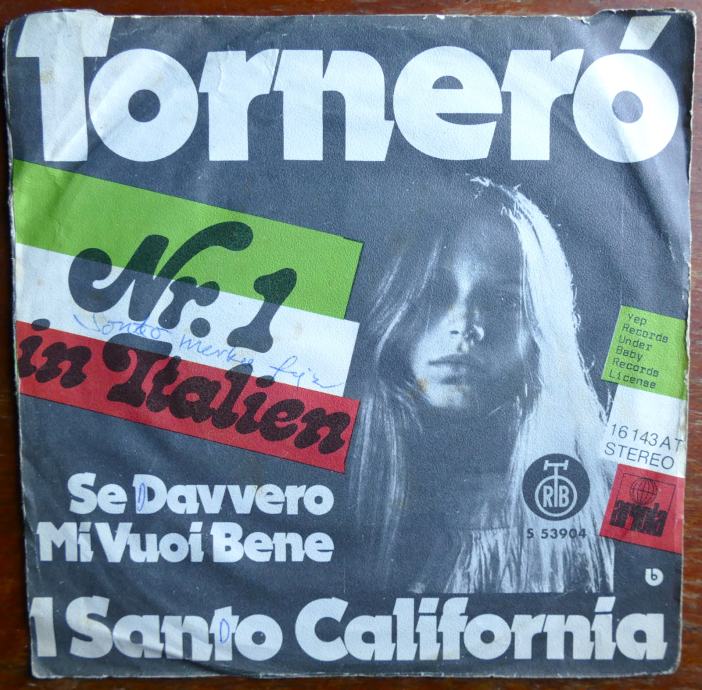 Torneró
Nr. 1
in Italien
Yep
Records
Under
Baby
Records
License
16 143 AT
STEREO
ariola
RTB
S 53904
Se Davvero
Mi Vuoi Bene
b
I Santo California